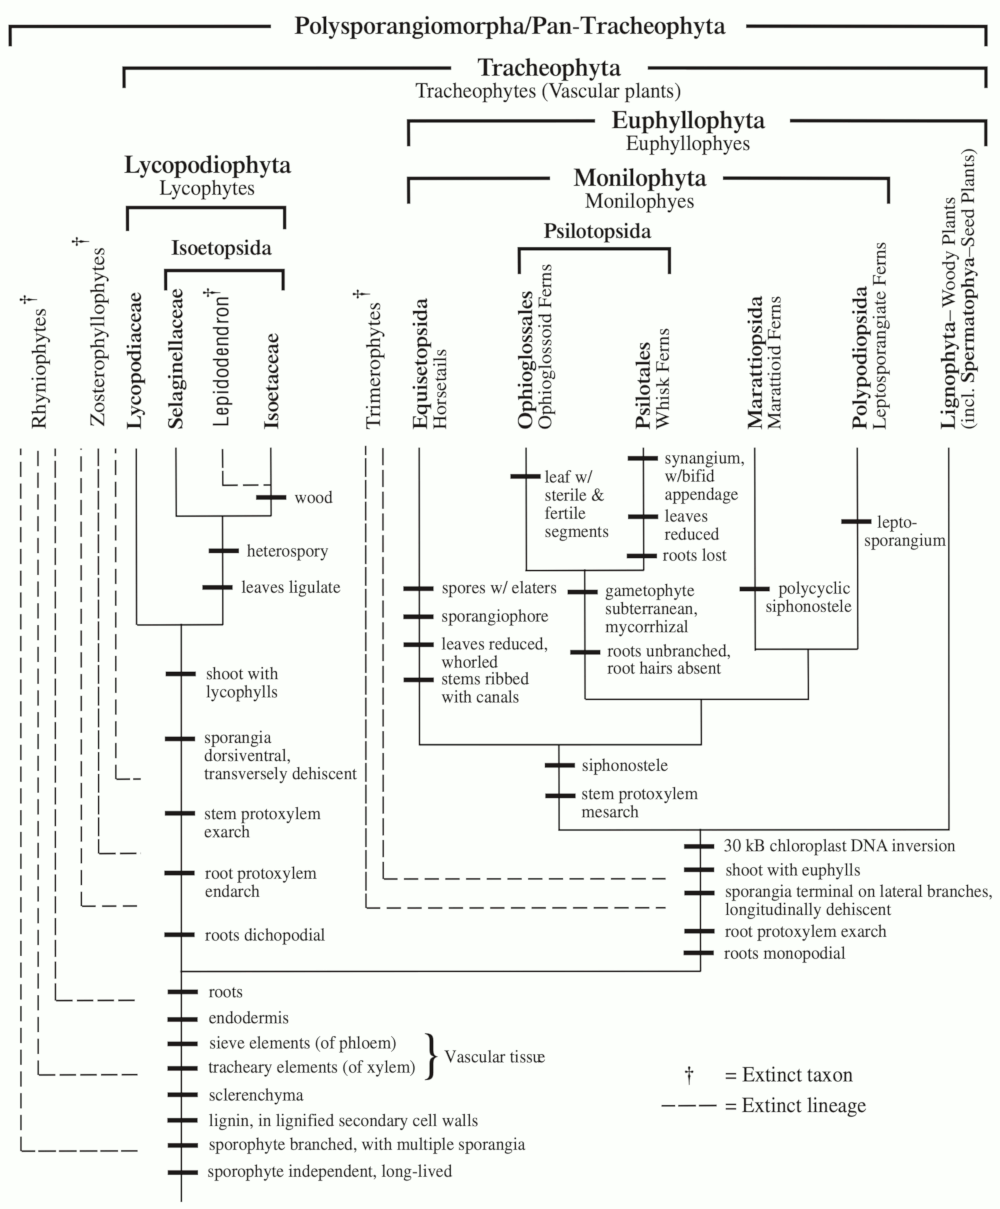 Polysporangiomorpha/Pan-Tracheophyta
Tracheophyta
Tracheophytes (Vascular plants)
Euphyllophyta
Euphyllophyes
Lycopodiophyta
Lycophytes
Monilophyta
Monilophyes
Isoetopsida
Psilotopsida
Rhyniophytes†
Zosterophyllophytes†
Lycopodiaceae
Selaginellaceae
Lepidodendron†
Isoetaceae
Trimerophytes†
Equisetopsida
Horsetails
Ophioglossales
Ophioglossoid Ferns
Psilotales
Whisk Ferns
Marattiopsida
Marattioid Ferns
Polypodiopsida
Leptosporangiate Ferns
Lignophyta– Woody Plants
(incl. Spermatophya–Seed Plants)
wood
heterospory
leaves ligulate
shoot with
lycophylls
sporangia
dorsiventral,
transversely dehiscent
stem protoxylem
exarch
root protoxylem
endarch
roots dichopodial
spores w/ elaters
sporangiophore
leaves reduced,
whorled
stems ribbed
with canals
leaf w/
sterile &
fertile
segments
synangium,
w/bifid
appendage
leaves
reduced
roots lost
gametophyte
subterranean,
mycorrhizal
roots unbranched,
root hairs absent
polycyclic
siphonostele
lepto-
sporangium
siphonostele
stem protoxylem
mesarch
30 kB chloroplast DNA inversion
shoot with euphylls
sporangia terminal on lateral branches,
longitudinally dehiscent
root protoxylem exarch
roots monopodial
roots
endodermis
sieve elements (of phloem)
tracheary elements (of xylem)
Vascular tissue
sclerenchyma
lignin, in lignified secondary cell walls
sporophyte branched, with multiple sporangia
sporophyte independent, long-lived
† = Extinct taxon
= Extinct lineage